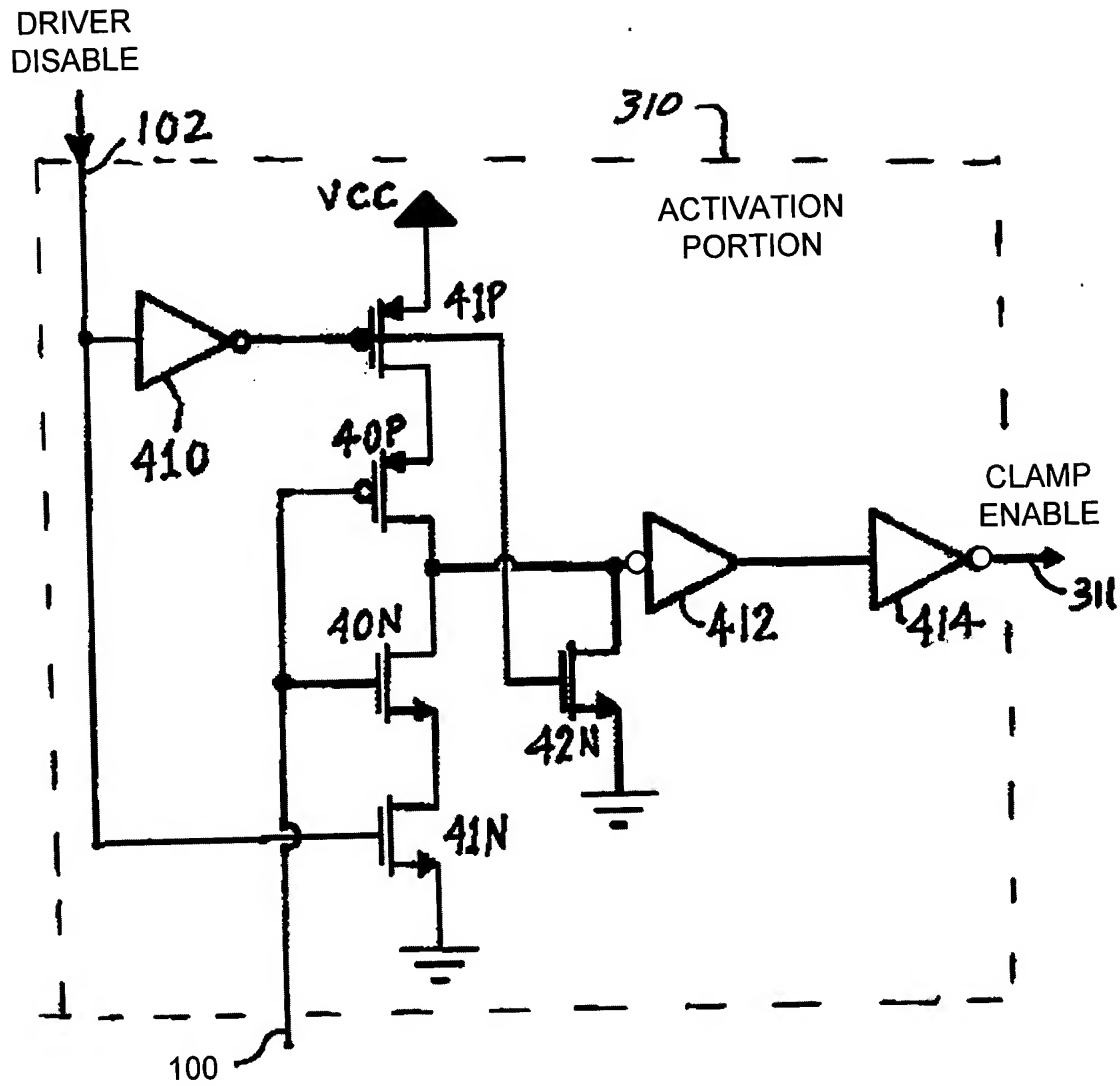 DRIVER
DISABLE
102
310
VCC
ACTIVATION
PORTION
41P
410
40P
CLAMP
ENABLE
412
414
311
40N
42N
41N
100